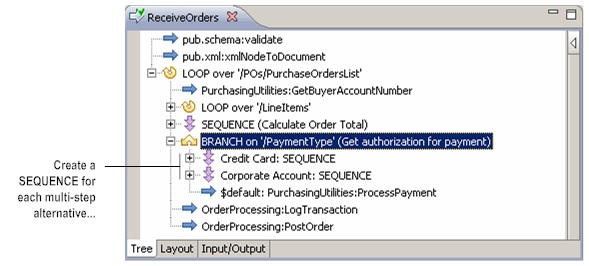 ReceiveOrders
pub.schema:validate
pub.xml:xmlNodeToDocument
LOOP over '/POs/PurchaseOrdersList'
PurchasingUtilities:GetBuyerAccountNumber
LOOP over '/LineItems'
SEQUENCE (Calculate Order Total)
BRANCH on '/PaymentType' (Get authorization for payment)
Credit Card: SEQUENCE
Corporate Account: SEQUENCE
$default: PurchasingUtilities:ProcessPayment
OrderProcessing:LogTransaction
OrderProcessing:PostOrder
Tree Layout Input/Output
Create a
SEQUENCE for
each multi-step
alternative...